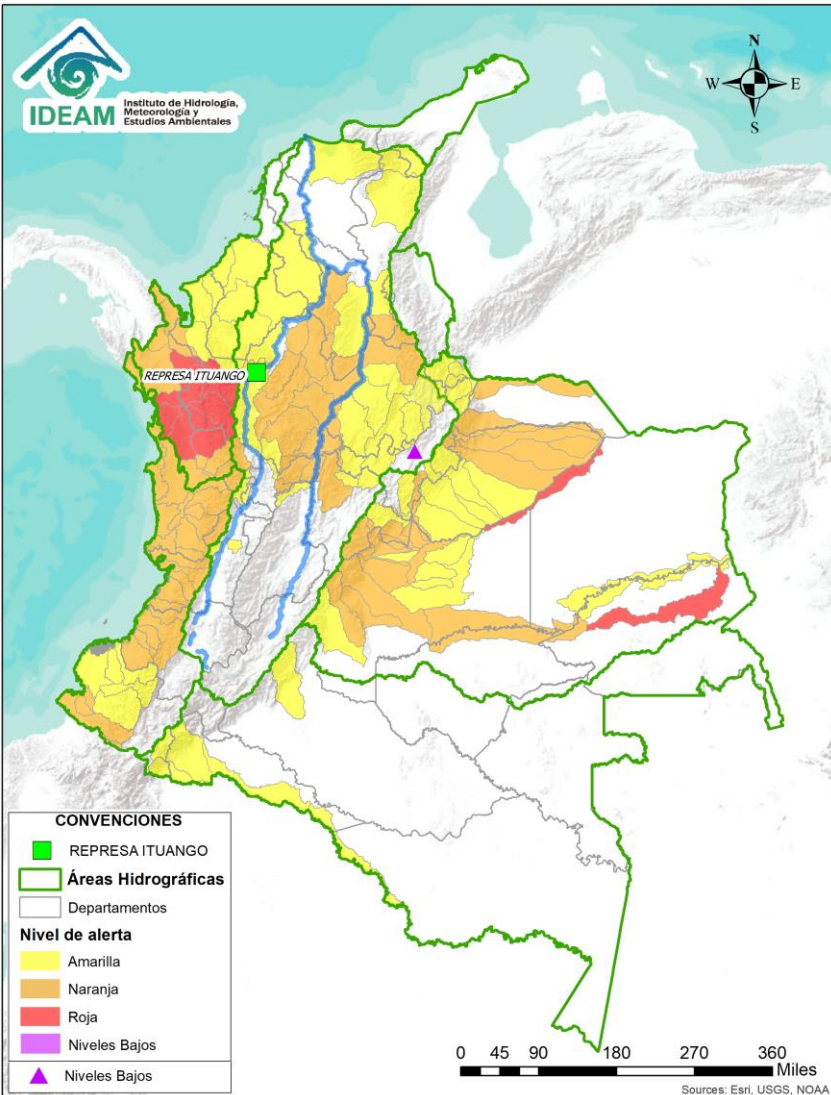 IDEAM
Instituto de Hidrología,
Meteorología y
Estudios Ambientales
N
W
E
S
REPRESA ITUANGO
CONVENCIONES
REPRESA ITUANGO
Áreas Hidrográficas
Departamentos
Nivel de alerta
Amarilla
Naranja
Roja
Niveles Bajos
Niveles Bajos
0 45 90 180 270 360
Miles
Sources: Esri, USGS, NOAA